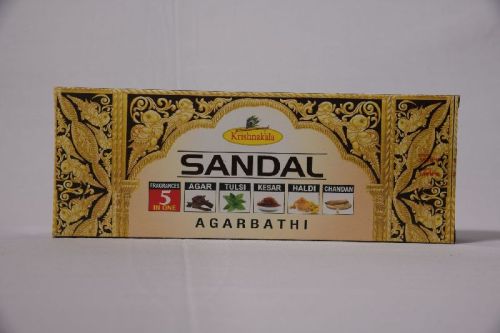 Krishnakala
SANDAL
FRAGRANCES
5
IN ONE
AGAR
TULSI
KESAR
HALDI
CHANDAN
AGARBATHI